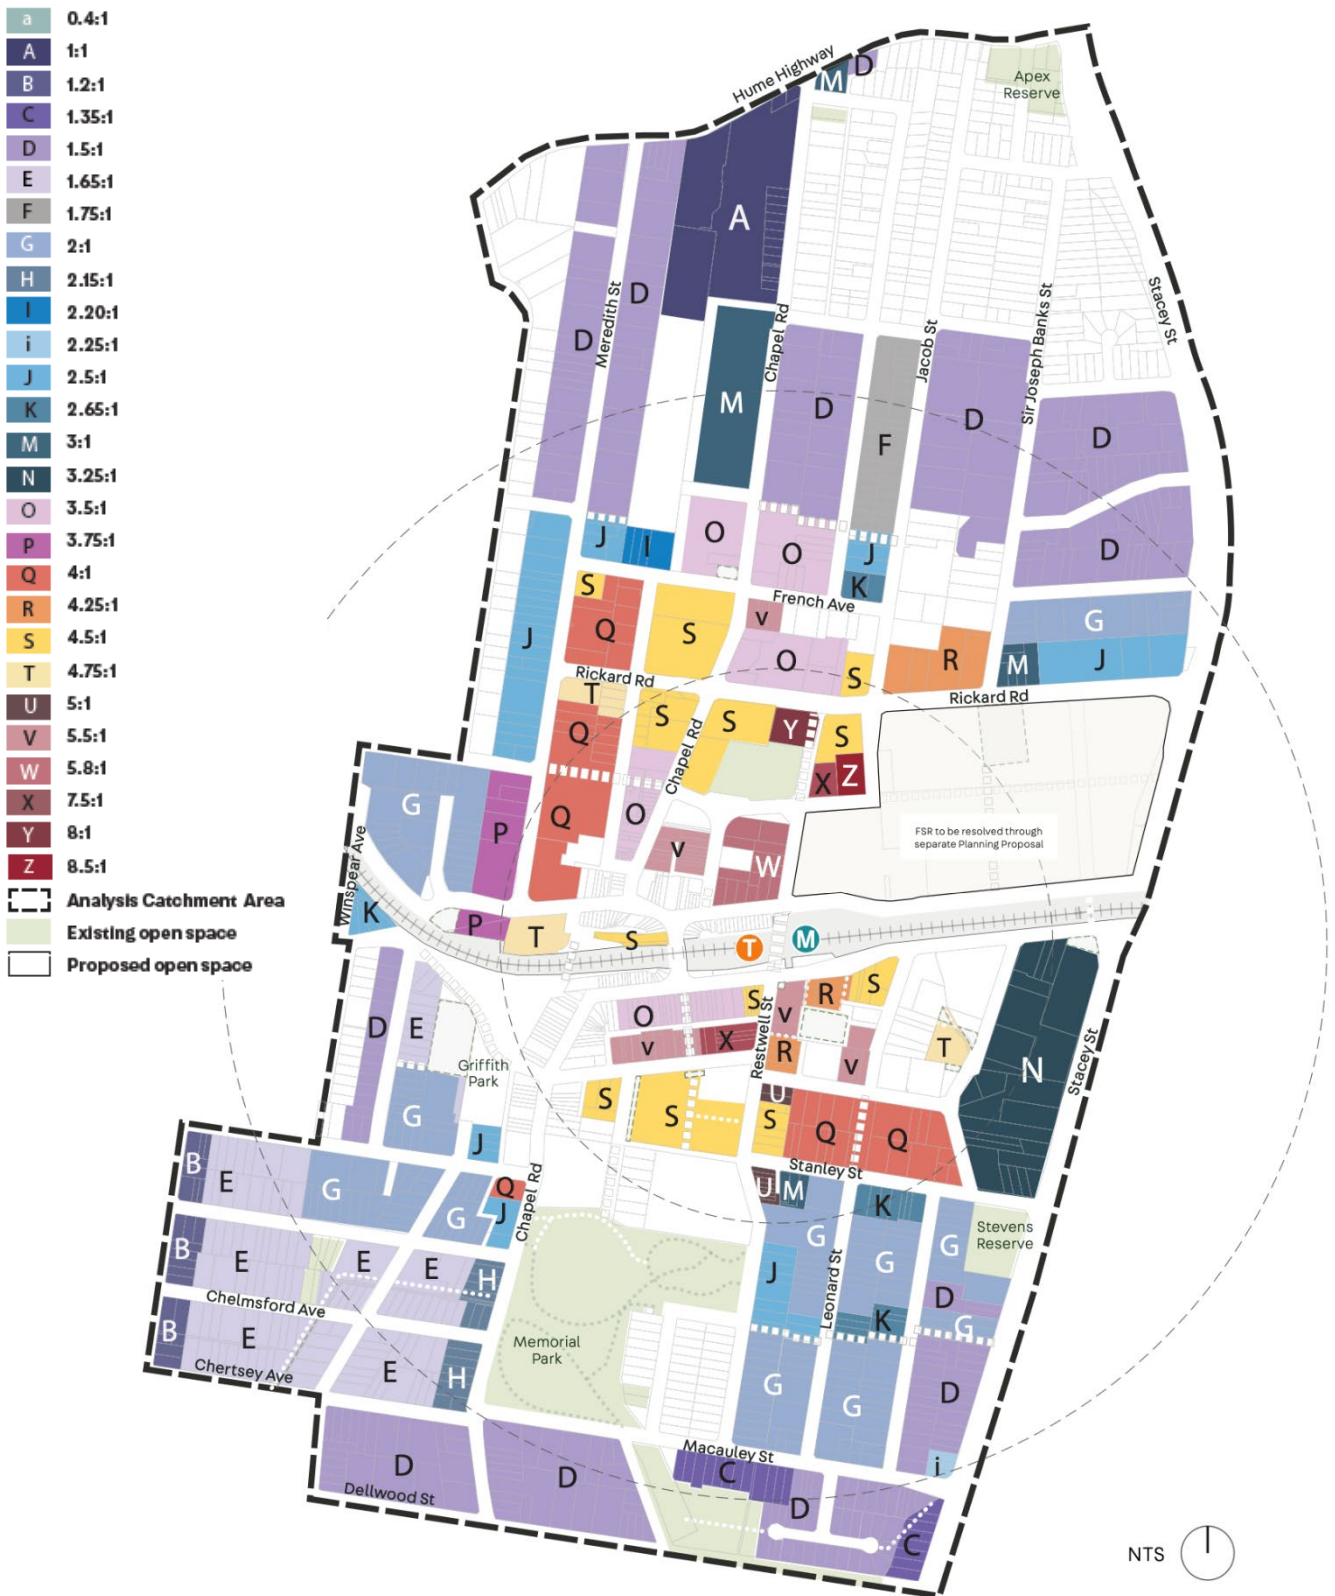 a 0.4:1
A 1:1
B 1.2:1
C 1.35:1
D 1.5:1
E 1.65:1
F 1.75:1
G 2:1
H 2.15:1
I 2.20:1
i 2.25:1
J 2.5:1
K 2.65:1
M 3:1
N 3.25:1
O 3.5:1
P 3.75:1
Q 4:1
R 4.25:1
S 4.5:1
T 4.75:1
U 5:1
V 5.5:1
W 5.8:1
X 7.5:1
Y 8:1
Z 8.5:1
Analysis Catchment Area
Existing open space
Proposed open space
Hume Highway
M D
Apex
Reserve
A
D
D
Meredith St
Chapel Rd
Jacob St
Sir Joseph Banks St
Stacey St
M
D
F
D
D
D
J I
O
O
J
K
French Ave
S
Q
S
v
O
S
R
G
M
J
J
Rickard Rd
Rickard Rd
T
Q
S
Chapel Rd
S
Y
S
X Z
FSR to be resolved through
separate Planning Proposal
G
P
Q
O
v
W
Winspear Ave
K
P
T
S
T
M
D
E
Griffith
Park
G
J
O
S
v
X
Restwell St
v
R
S
R
v
T
N
Stacey St
S
S
U
S
Q
Q
Stanley St
B
E
G
G
Q
J
Chapel Rd
U M
K
G
G
G
Stevens
Reserve
B
E
E
E
H
J
Leonard St
K
D
G
Chelmsford Ave
B
E
E
H
Chertsey Ave
Memorial
Park
G
G
D
i
Macauley St
C
D
D
D
C
Dellwood St
NTS